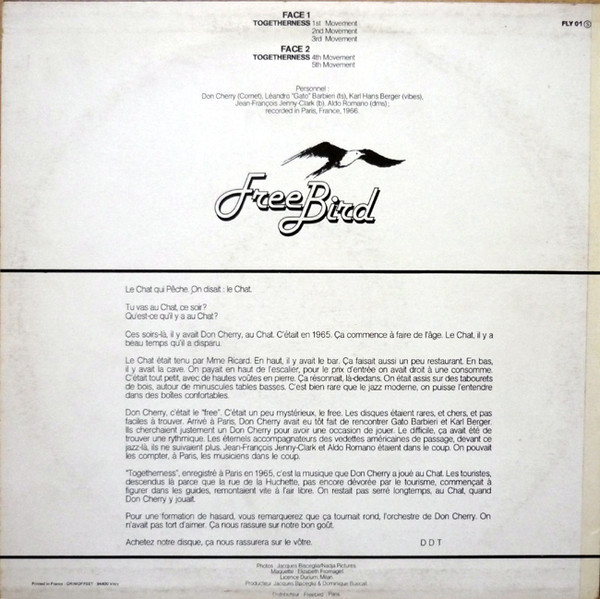 FACE 1
TOGETHERNESS 1st Movement
2nd Movement
3rd Movement
FACE 2
TOGETHERNESS 4th Movement
5th Movement
FLY 01 S
Personnel :
Don Cherry (Cornet), Léandro "Gato" Barbieri (ts), Karl Hans Berger (vibes),
Jean-François Jenny-Clark (b), Aldo Romano (dms);
recorded in Paris, France, 1966.
Free Bird
Le Chat qui Pêche. On disait : le Chat.
Tu vas au Chat, ce soir?
Qu'est-ce qu'il y a au Chat?
Ces soirs-là, il y avait Don Cherry, au Chat. C'était en 1965. Ça commence à faire de l'âge. Le Chat, il y a
beau temps qu'il a disparu.
Le Chat était tenu par Mme Ricard. En haut, il y avait le bar. Ça faisait aussi un peu restaurant. En bas,
il y avait la cave. On payait en haut de l'escalier, pour le prix d'entrée on avait droit à une consomme.
C'était tout petit, avec de hautes voûtes en pierre. Ça résonnait, là-dedans. On était assis sur des tabourets
de bois, autour de minuscules tables basses. C'est bien rare que le jazz moderne, on puisse l'entendre
dans des boîtes confortables.
Don Cherry, c'était le "free". C'était un peu mystérieux, le free. Les disques étaient rares, et chers, et pas
faciles à trouver. Arrivé à Paris, Don Cherry avait eu tôt fait de rencontrer Gato Barbieri et Karl Berger.
Ils cherchaient justement un Don Cherry pour avoir une occasion de jouer. Le difficile, ça avait été de
trouver une rythmique. Les éternels accompagnateurs des vedettes américaines de passage, devant ce
jazz-là, ils ne suivaient plus. Jean-François Jenny-Clark et Aldo Romano étaient dans le coup. On pouvait
les compter, à Paris, les musiciens dans le coup.
"Togetherness", enregistré à Paris en 1965, c'est la musique que Don Cherry a joué au Chat. Les touristes,
descendus là parce que la rue de la Huchette, pas encore dévorée par le tourisme, commençait à
figurer dans les guides, remontaient vite à l'air libre. On restait pas serré longtemps, au Chat, quand
Don Cherry y jouait.
Pour une formation de hasard, vous remarquerez que ça tournait rond, l'orchestre de Don Cherry. On
n'avait pas tort d'aimer. Ça nous rassure sur notre bon goût.
Achetez notre disque, ça nous rassurera sur le vôtre. D D T
Photos : Jacques Bisceglia/Nadja Pictures
Maquette : Elizabeth Fromageri
Licence Durium, Milan
Producteur Jacques Bisceglia & Dominique Buscail
Distributeur : Paris
Printed in France -